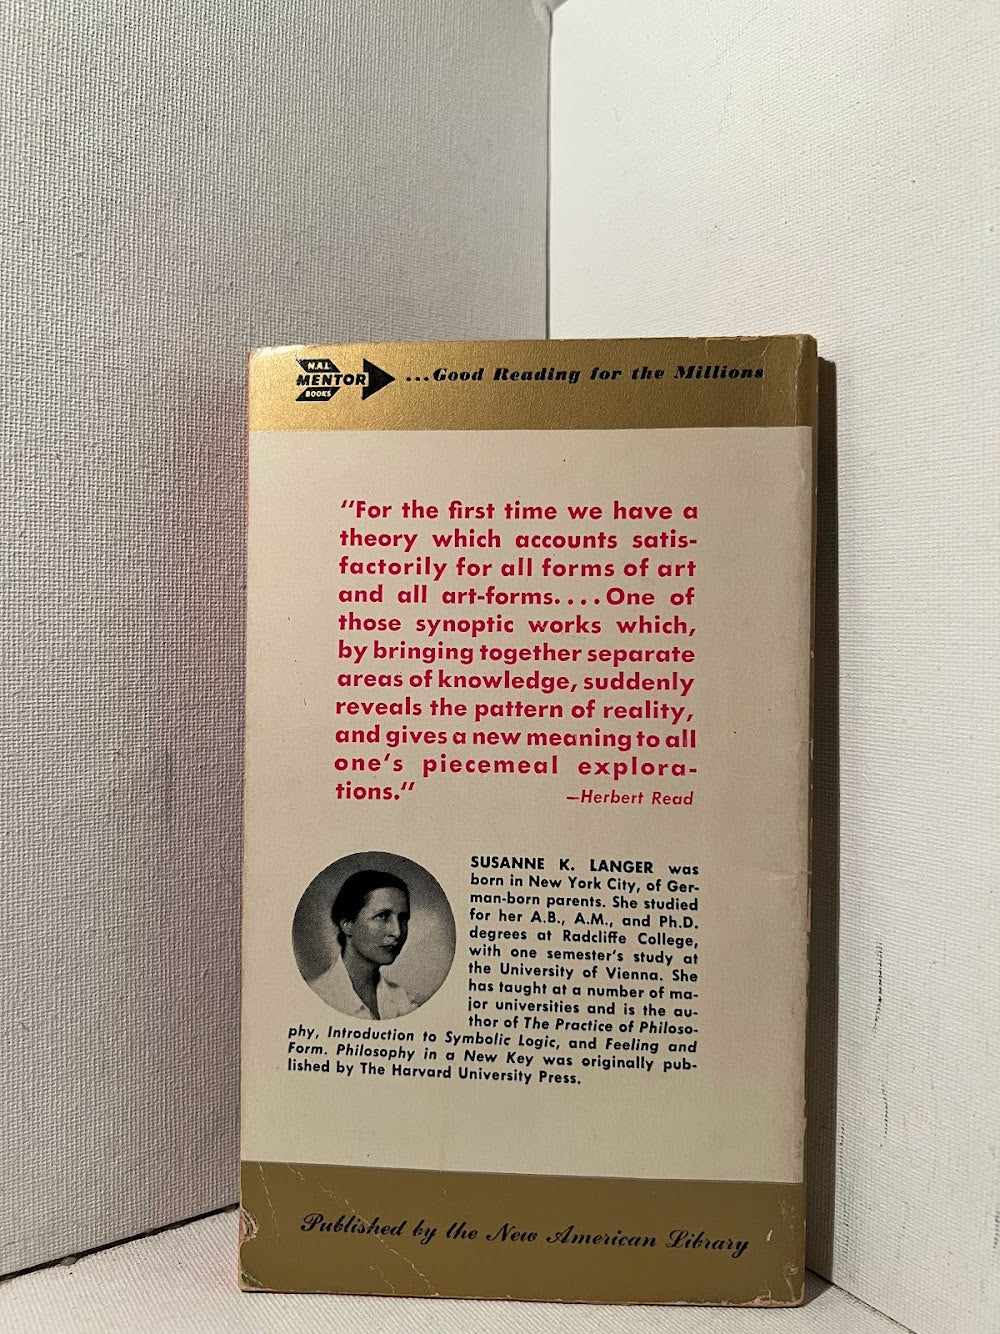 N.A.L.
MENTOR
BOOKS
...Good Reading for the Millions
"For the first time we have a
theory which accounts satis-
factorily for all forms of art
and all art-forms....One of
those synoptic works which,
by bringing together separate
areas of knowledge, suddenly
reveals the pattern of reality,
and gives a new meaning to all
one's piecemeal explora-
tions."
—Herbert Read
SUSANNE K. LANGER was
born in New York City, of Ger-
man-born parents. She studied
for her A.B., A.M., and Ph.D.
degrees at Radcliffe College,
with one semester's study at
the University of Vienna. She
has taught at a number of ma-
jor universities and is the au-
thor of The Practice of Philoso-
phy, Introduction to Symbolic Logic, and Feeling and
Form. Philosophy in a New Key was originally pub-
lished by The Harvard University Press.
Published by the New American Library